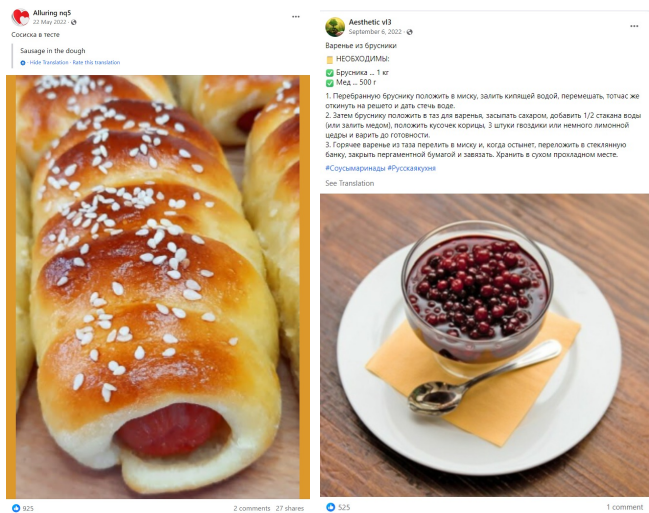 Alluring nq5
22 May 2022 ·
Сосиска в тесте
Sausage in the dough
· Hide Translation · Rate this translation
925
2 comments 27 shares
Aesthetic vl3
September 6, 2022 ·
Варенье из брусники
НЕОБХОДИМЫ:
Брусника ... 1 кг
Мед ... 500 г
1. Перебранную бруснику положить в миску, залить кипящей водой, перемешать, тотчас же
откинуть на решето и дать стечь воде.
2. Затем бруснику положить в таз для варенья, засыпать сахаром, добавить 1/2 стакана воды
(или залить медом), положить кусочек корицы, 3 штуки гвоздики или немного лимонной
цедры и варить до готовности.
3. Горячее варенье из таза перелить в миску и, когда остынет, переложить в стеклянную
банку, закрыть пергаментной бумагой и завязать. Хранить в сухом прохладном месте.
#Соусымаринады #Русскаякухня
See Translation
525
1 comment